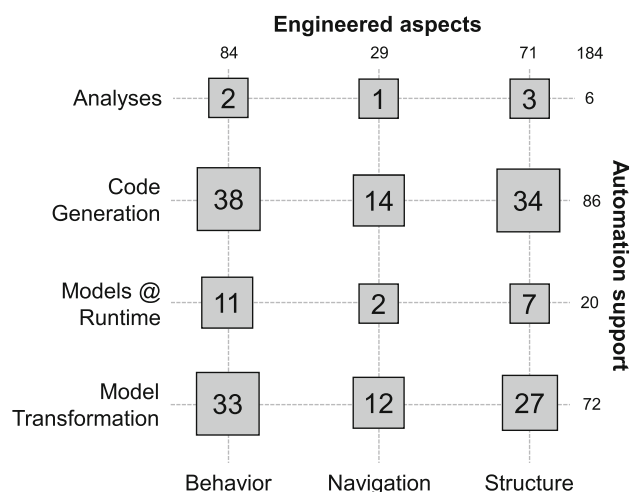 Engineered aspects
84 29 71 184
Analyses 2 1 3 6
Code
Generation 38 14 34 86
Models @
Runtime 11 2 7 20
Model
Transformation 33 12 27 72
Automation support
Behavior Navigation Structure